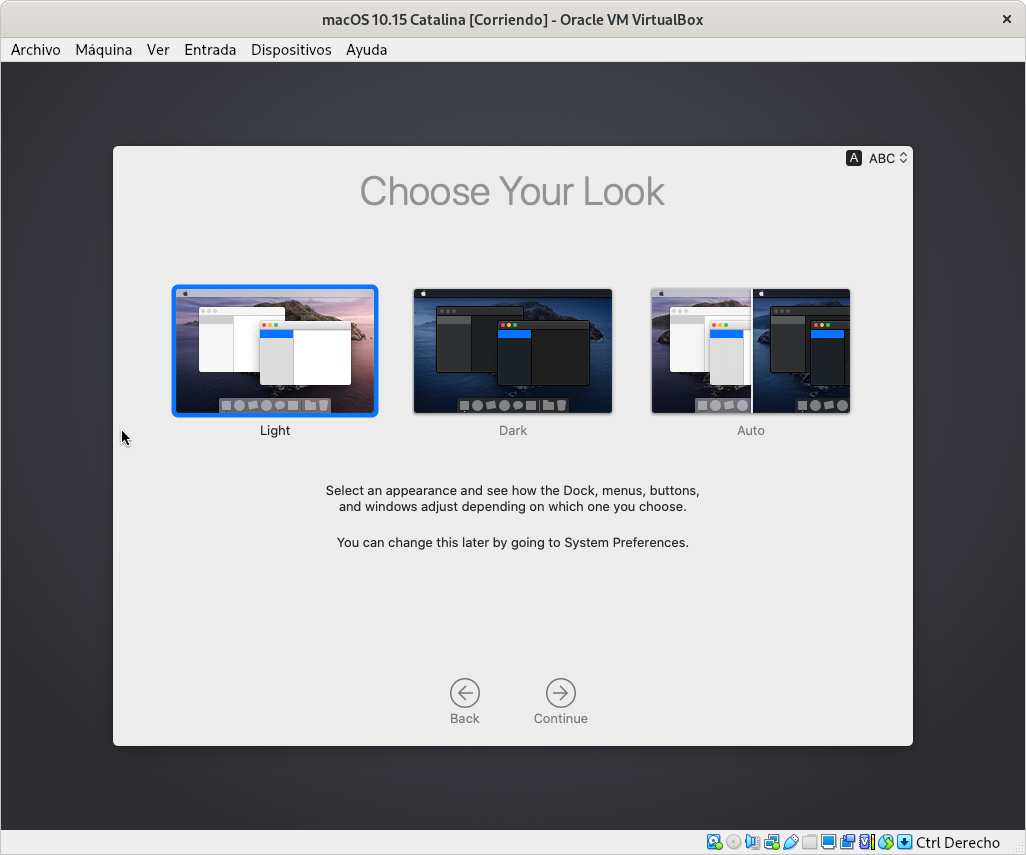 macOS 10.15 Catalina [Corriendo] - Oracle VM VirtualBox
Archivo Máquina Ver Entrada Dispositivos Ayuda
A ABC
Choose Your Look
Light
Dark
Auto
Select an appearance and see how the Dock, menus, buttons,
and windows adjust depending on which one you choose.
You can change this later by going to System Preferences.
Back
Continue
Ctrl Derecho